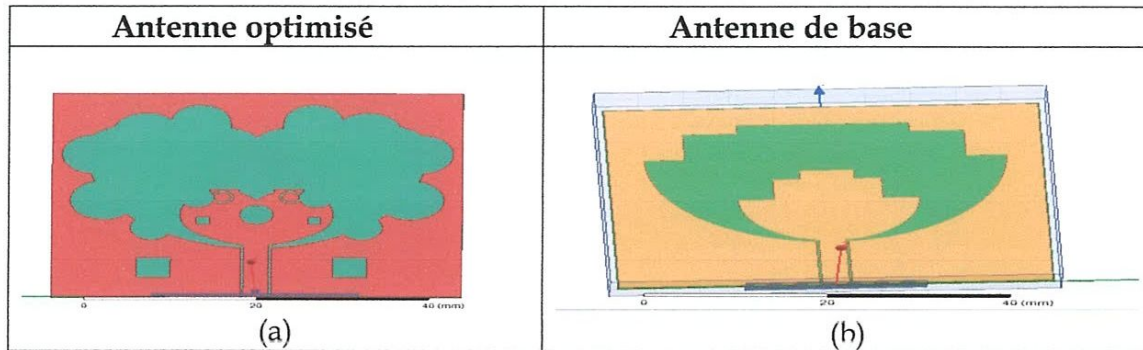 Antenne optimisé
Antenne de base
0 20 40 (mm)
(a)
0 20 40 (mm)
(b)